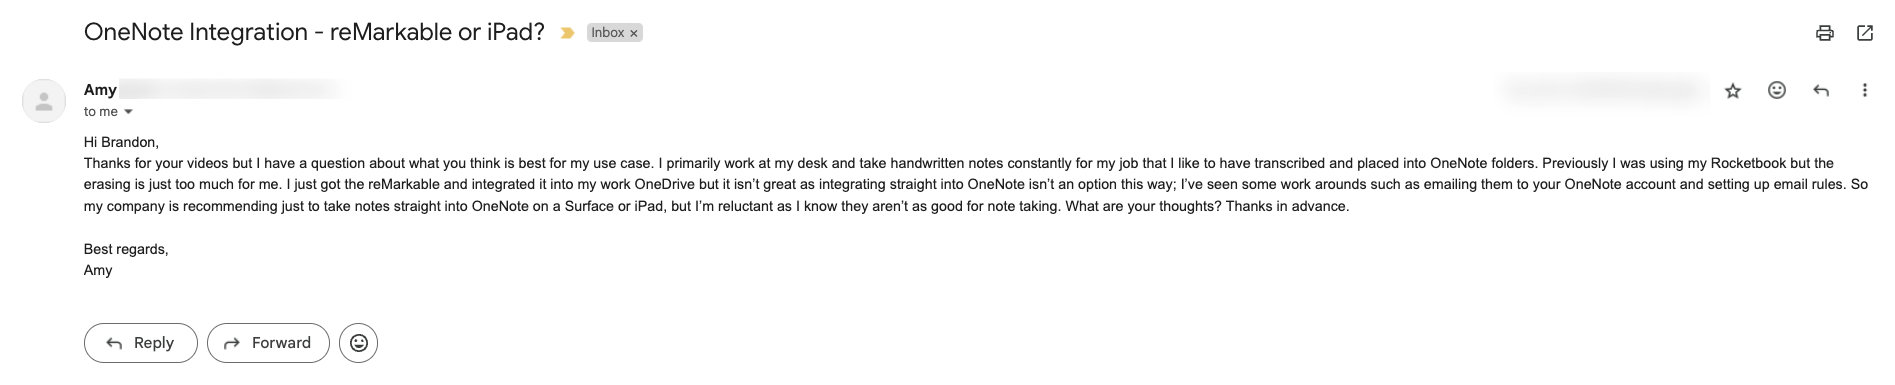 OneNote Integration - reMarkable or iPad?
Inbox ×
Amy
to me
Hi Brandon,
Thanks for your videos but I have a question about what you think is best for my use case. I primarily work at my desk and take handwritten notes constantly for my job that I like to have transcribed and placed into OneNote folders. Previously I was using my Rocketbook but the
erasing is just too much for me. I just got the reMarkable and integrated it into my work OneDrive but it isn't great as integrating straight into OneNote isn't an option this way; I've seen some work arounds such as emailing them to your OneNote account and setting up email rules. So
my company is recommending just to take notes straight into OneNote on a Surface or iPad, but I'm reluctant as I know they aren't as good for note taking. What are your thoughts? Thanks in advance.
Best regards,
Amy
Reply
Forward